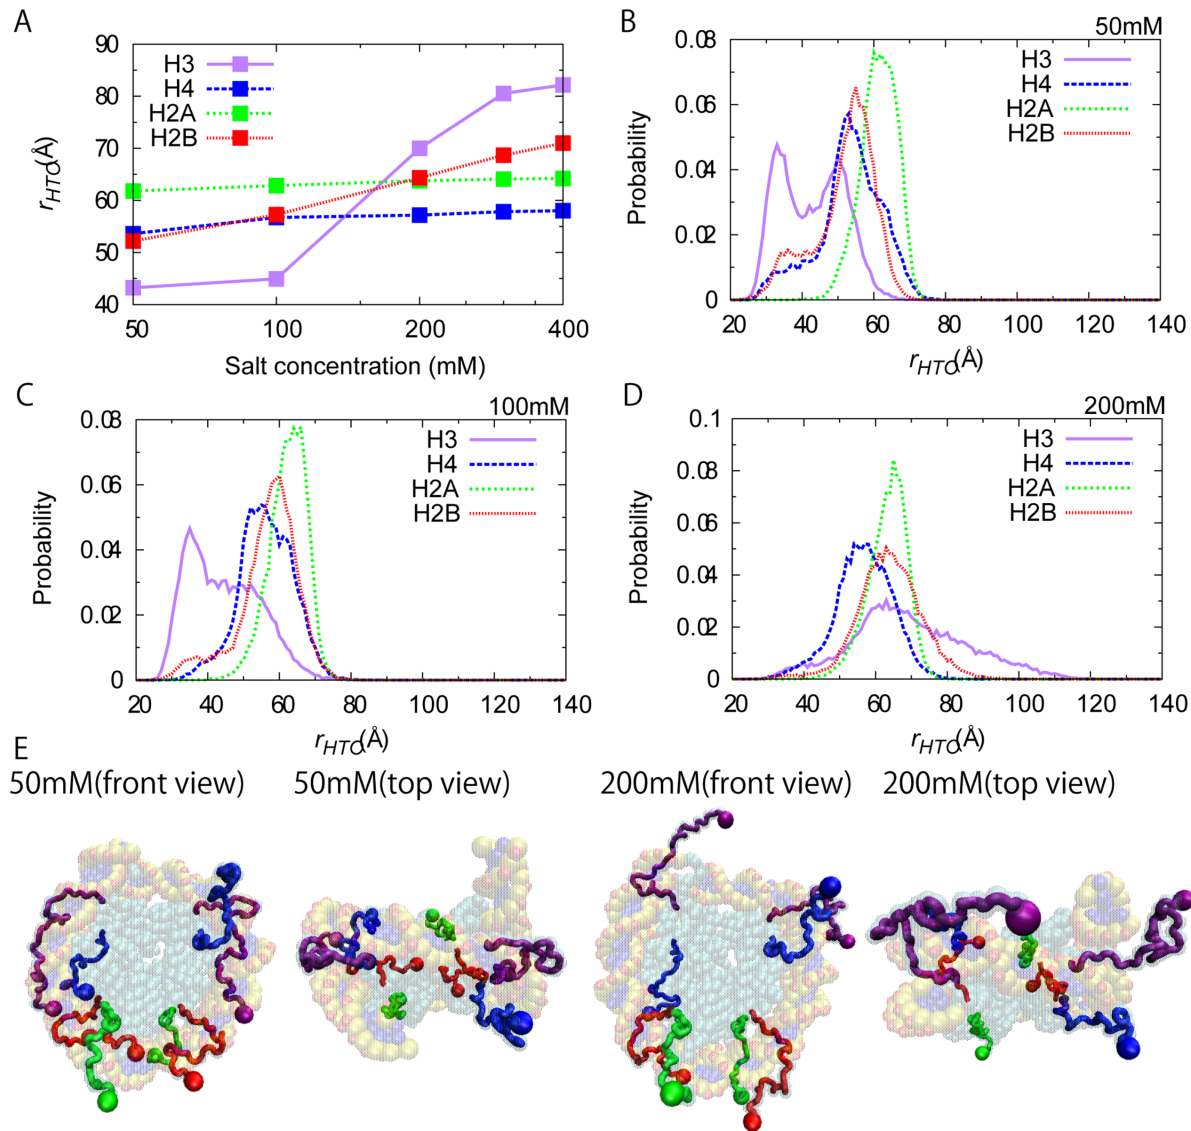 A
H3
H4
H2A
H2B
90
80
70
60
50
40
rHTC(Å)
50 100 200 400
Salt concentration (mM)
B
50mM
H3
H4
H2A
H2B
0.08
0.06
0.04
0.02
0
Probability
20 40 60 80 100 120 140
rHTC(Å)
C
100mM
H3
H4
H2A
H2B
0.08
0.06
0.04
0.02
0
Probability
20 40 60 80 100 120 140
rHTC(Å)
D
200mM
H3
H4
H2A
H2B
0.1
0.08
0.06
0.04
0.02
0
Probability
20 40 60 80 100 120 140
rHTC(Å)
E
50mM(front view) 50mM(top view) 200mM(front view) 200mM(top view)